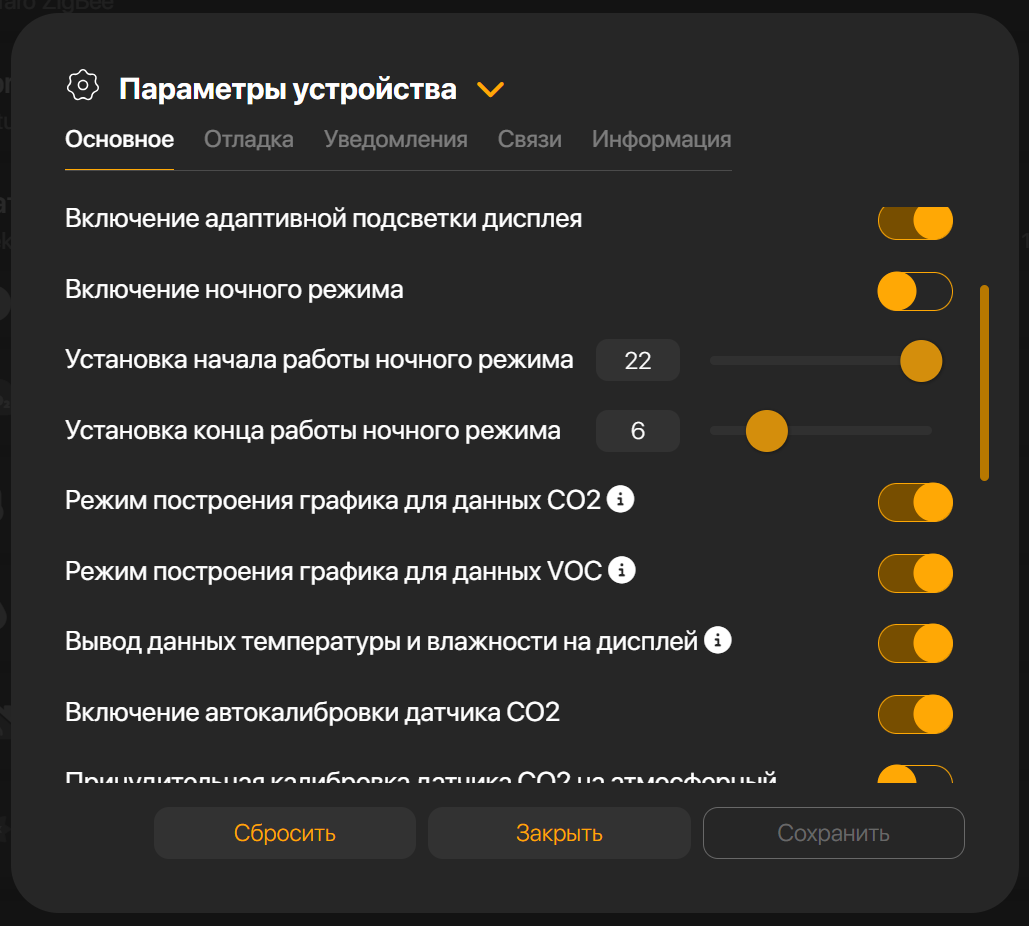 ZigBee
Параметры устройства
Основное Отладка Уведомления Связи Информация
Включение адаптивной подсветки дисплея
Включение ночного режима
Установка начала работы ночного режима 22
Установка конца работы ночного режима 6
Режим построения графика для данных CO2 i
Режим построения графика для данных VOC i
Вывод данных температуры и влажности на дисплей i
Включение автокалибровки датчика CO2
Принудительная калибровка датчика CO2 на атмосферный
Сбросить Закрыть Сохранить